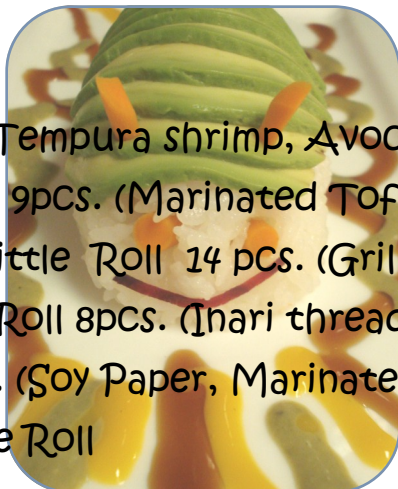 Tempura shrimp, Avoc
9pcs. (Marinated Tof
ittle Roll 14 pcs. (Gril
Roll 8pcs. (Inari thread
. (Soy Paper, Marinate
e Roll